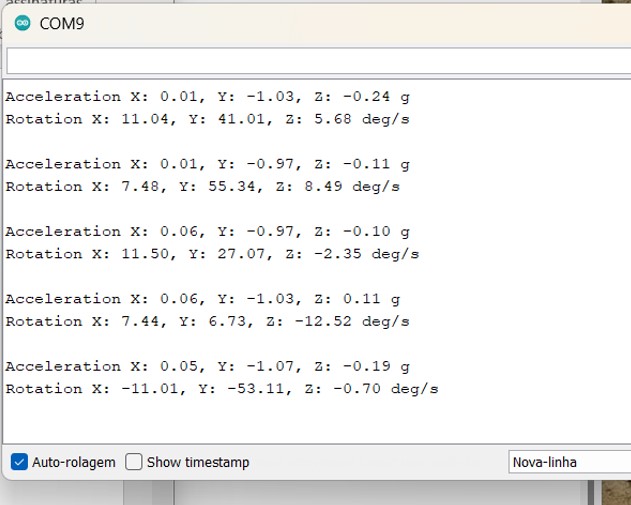 assinaturas
COM9
Acceleration X: 0.01, Y: -1.03, Z: -0.24 g
Rotation X: 11.04, Y: 41.01, Z: 5.68 deg/s
Acceleration X: 0.01, Y: -0.97, Z: -0.11 g
Rotation X: 7.48, Y: 55.34, Z: 8.49 deg/s
Acceleration X: 0.06, Y: -0.97, Z: -0.10 g
Rotation X: 11.50, Y: 27.07, Z: -2.35 deg/s
Acceleration X: 0.06, Y: -1.03, Z: 0.11 g
Rotation X: 7.44, Y: 6.73, Z: -12.52 deg/s
Acceleration X: 0.05, Y: -1.07, Z: -0.19 g
Rotation X: -11.01, Y: -53.11, Z: -0.70 deg/s
Auto-rolagem Show timestamp Nova-linha